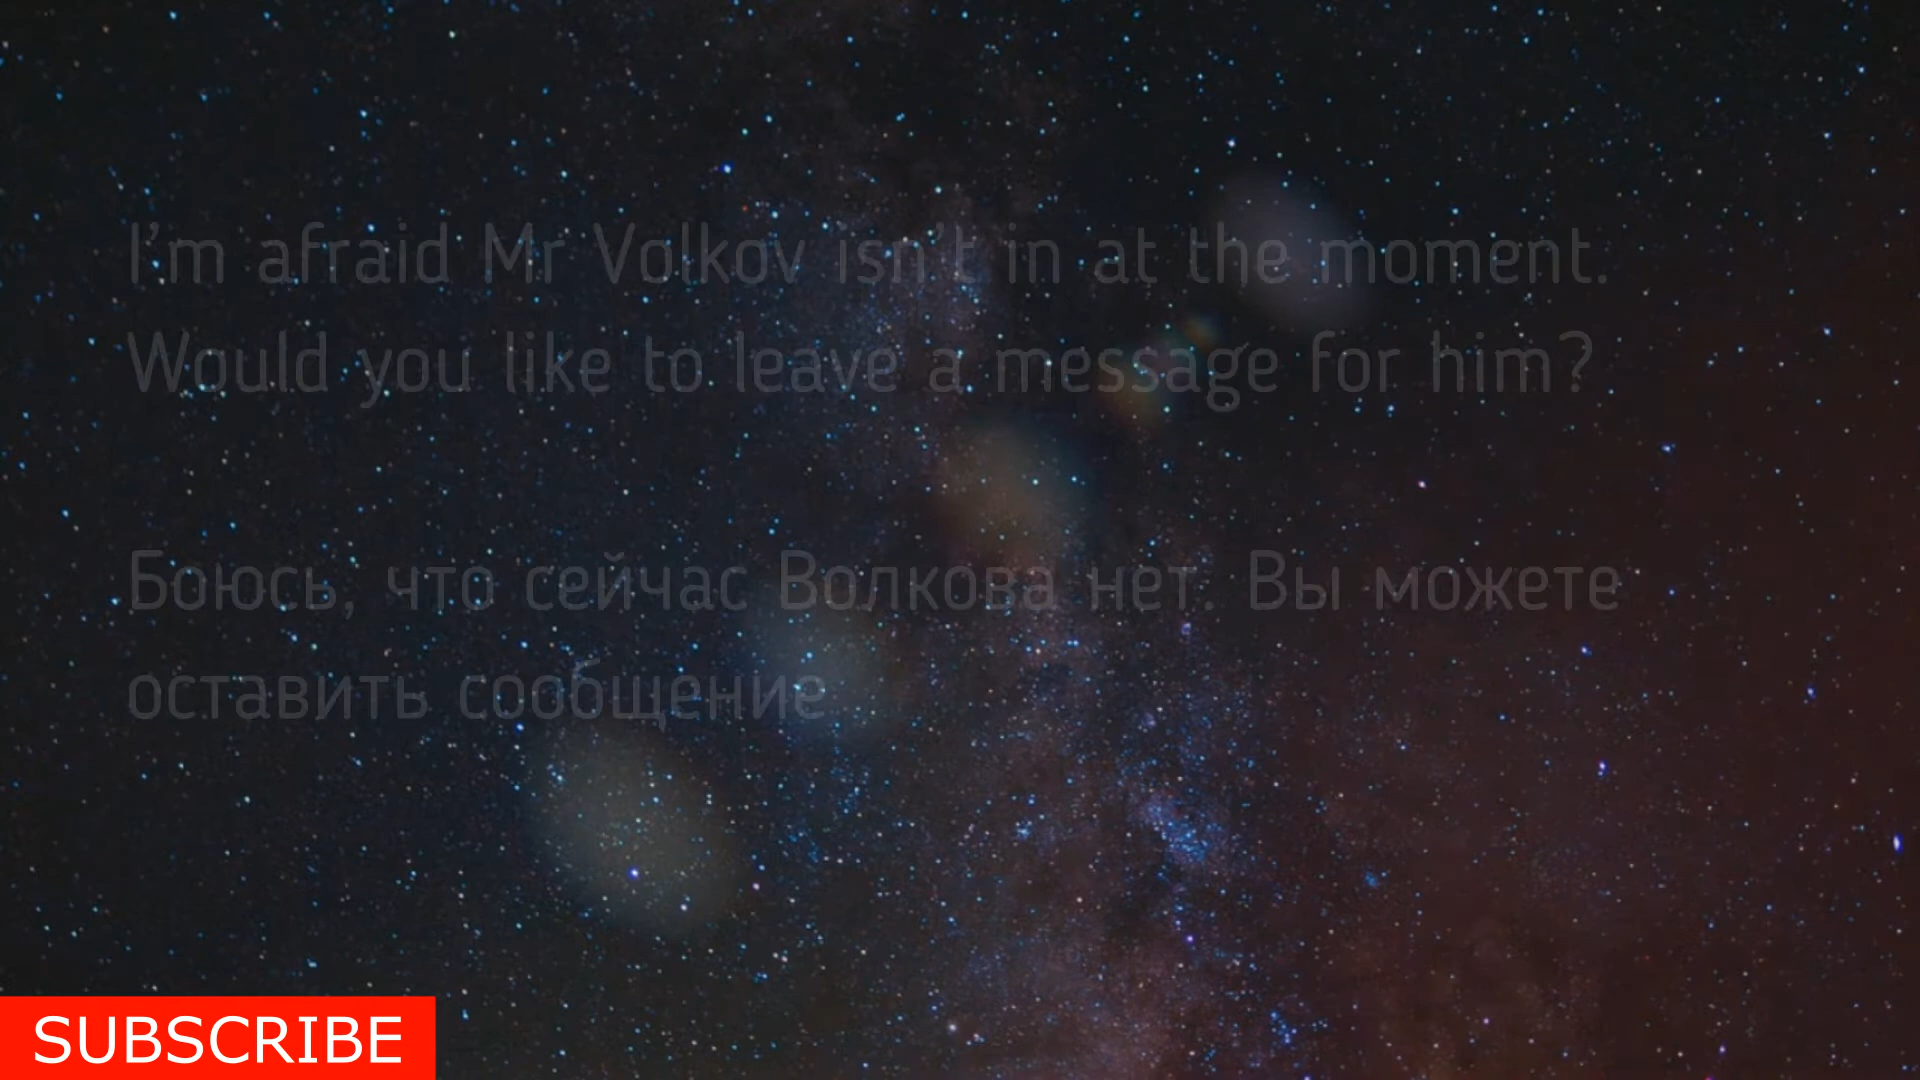 I’m afraid Mr Volkov isn’t in at the moment.
Would you like to leave a message for him?
Боюсь, что сейчас Волкова нет. Вы можете
оставить сообщение
SUBSCRIBE